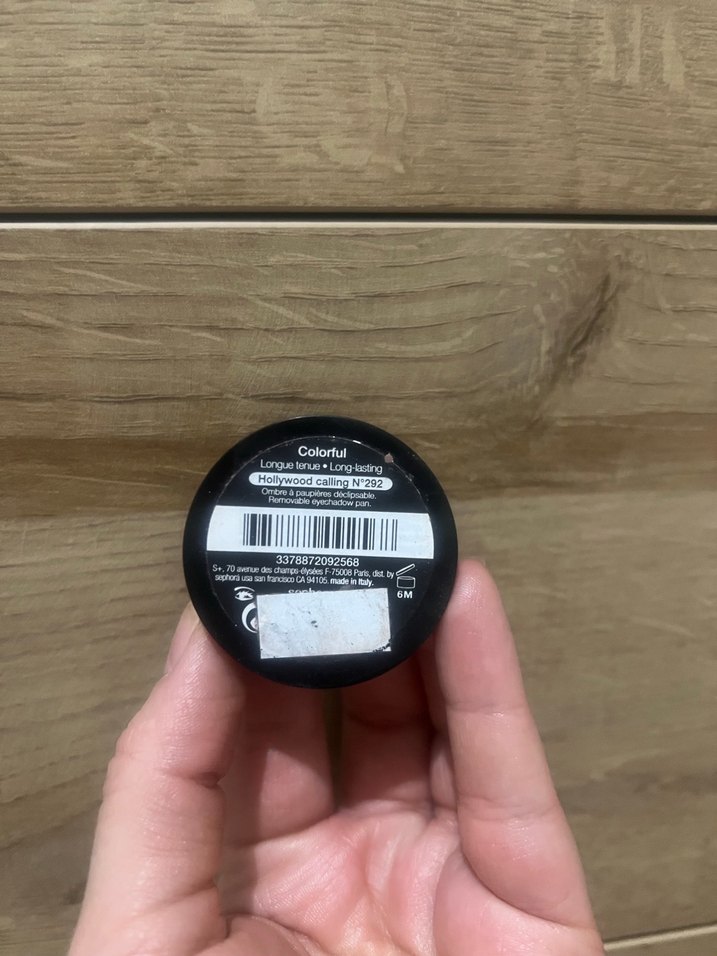 Colorful
Longue tenue • Long-lasting
Hollywood calling N°292
Ombre à paupières déclipsable.
Removable eyechadow pan.
3378872092568
S+, 70 avenue des champs-élysées F-75008 Paris, dist. by
sephora usa san francisco CA 94105. made in Italy.
6M